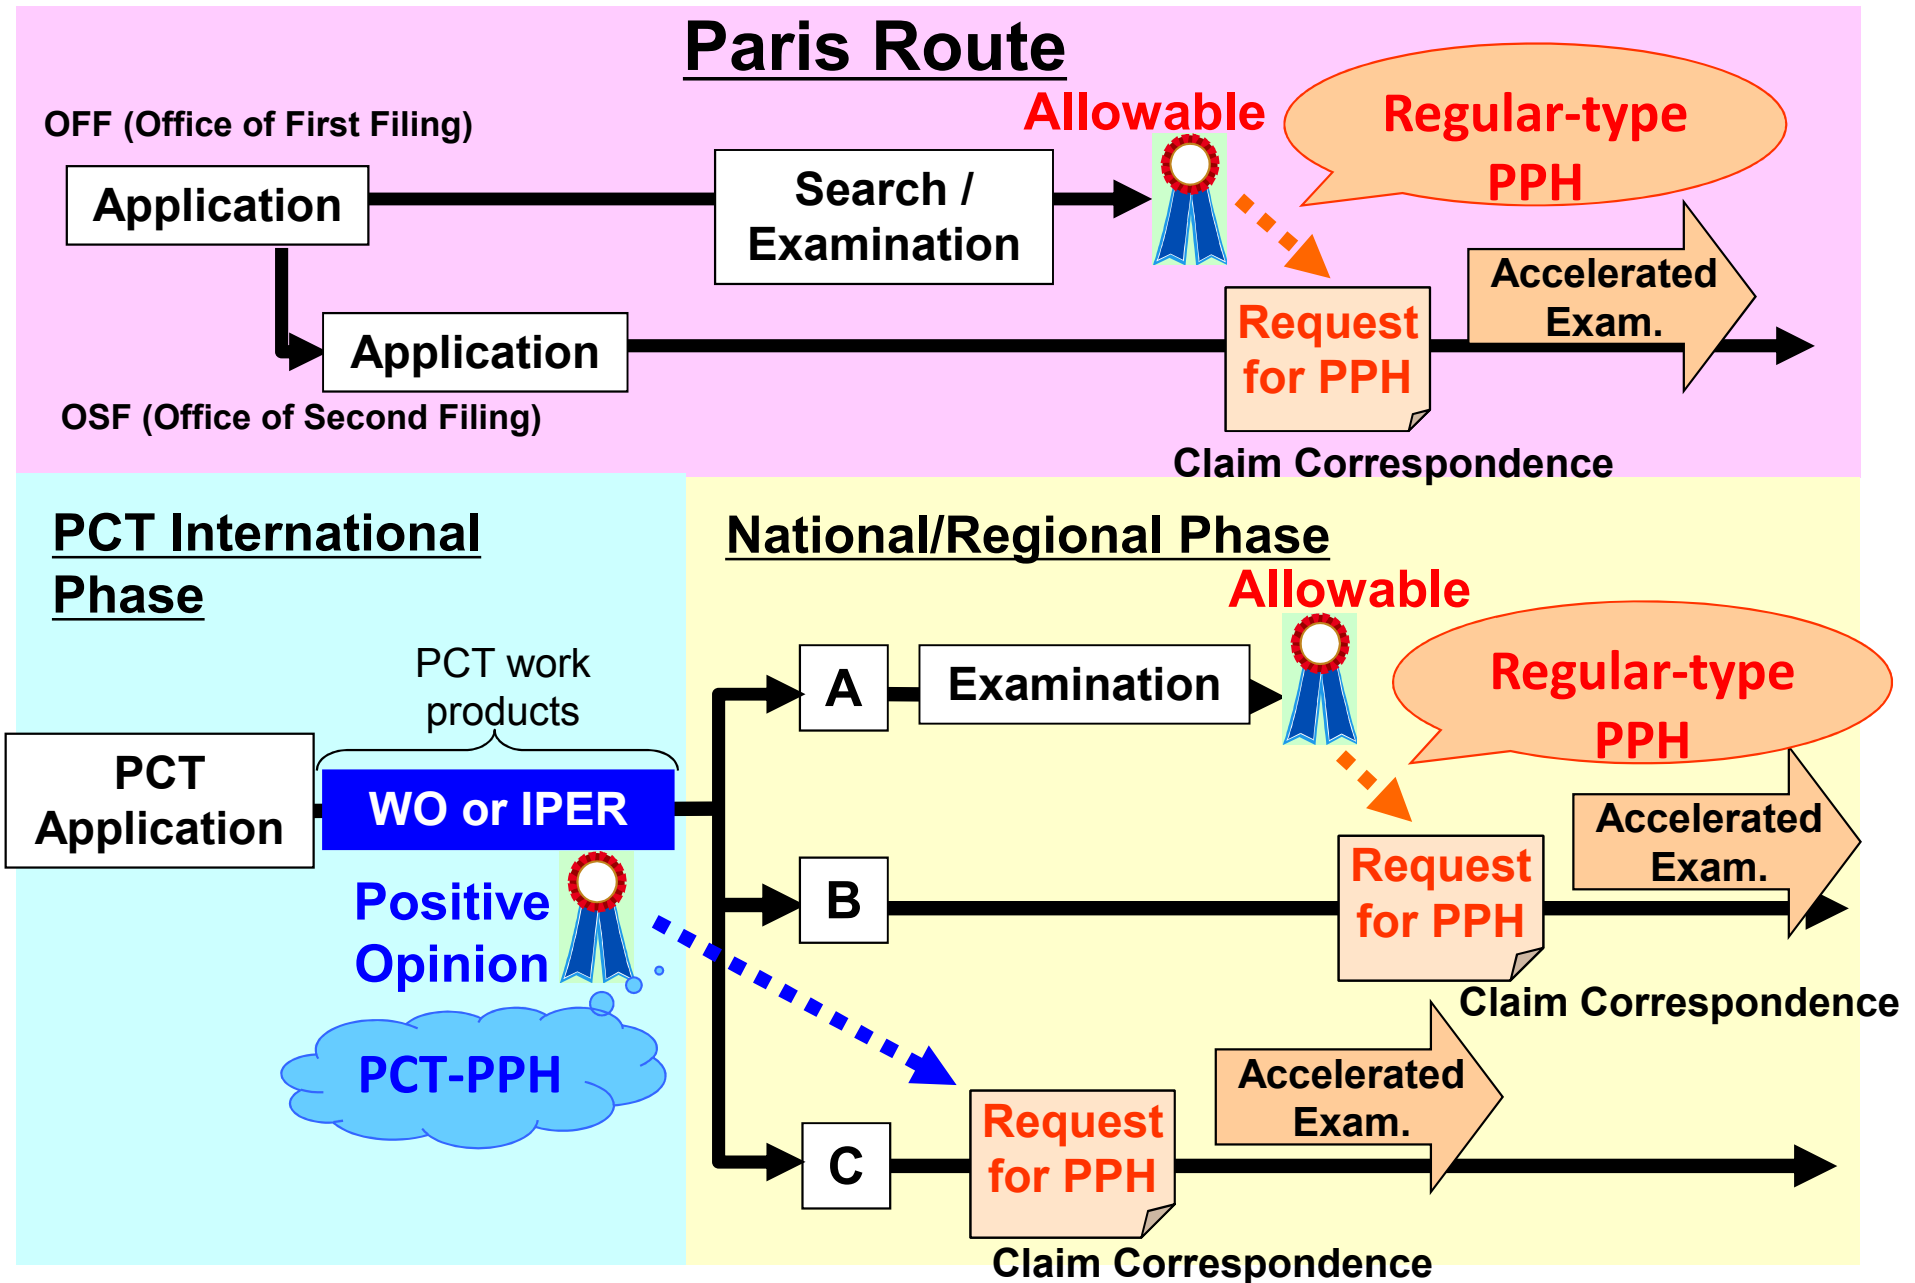 Paris Route
OFF (Office of First Filing)
Allowable
Regular-type
PPH
Application
Search /
Examination
Accelerated
Exam.
Request
for PPH
Application
OSF (Office of Second Filing)
Claim Correspondence
PCT International
Phase
National/Regional Phase
Allowable
PCT work
products
A
Examination
Regular-type
PPH
PCT
Application
WO or IPER
Accelerated
Exam.
Positive
Opinion
B
Request
for PPH
Claim Correspondence
PCT-PPH
Accelerated
Exam.
C
Request
for PPH
Claim Correspondence